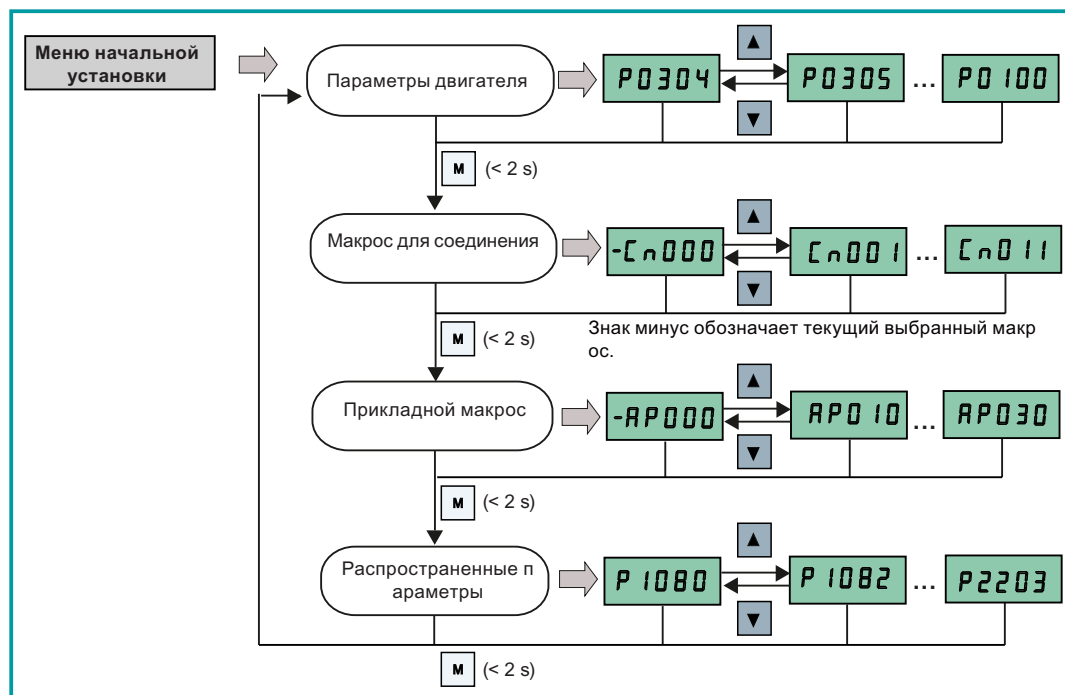 Меню начальной
установки
Параметры двигателя
▲
P0304
P0305
...
P0100
▼
M (< 2 s)
Макрос для соединения
▲
-Cn000
Cn001
...
Cn011
▼
Знак минус обозначает текущий выбранный макр
ос.
M (< 2 s)
Прикладной макрос
▲
-AP000
AP010
...
AP030
▼
M (< 2 s)
Распространенные п
араметры
▲
P1080
P1082
...
P2203
▼
M (< 2 s)